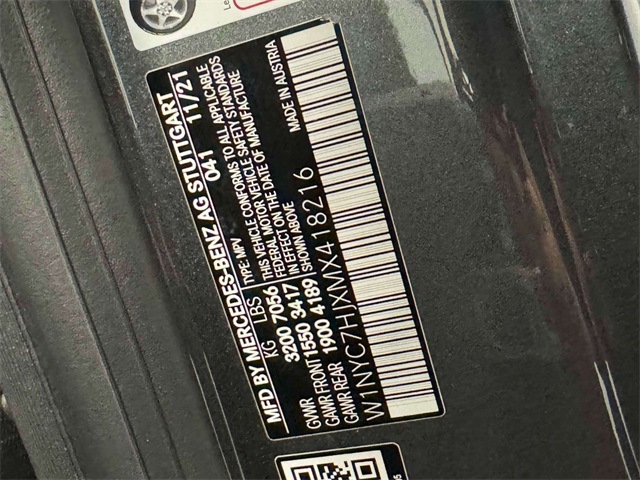 MFD BY MERCEDES-BENZ AG STUTTGART
041 11/21
KG LBS TYPE: MPV
GVWR 3200 7056
GAWR FRONT 1550 3417
GAWR REAR 1900 4189
THIS VEHICLE CONFORMS TO ALL APPLICABLE
FEDERAL MOTOR VEHICLE SAFETY STANDARDS
IN EFFECT ON THE DATE OF MANUFACTURE
SHOWN ABOVE
MADE IN AUSTRIA
W1NYC7HJXMX418216